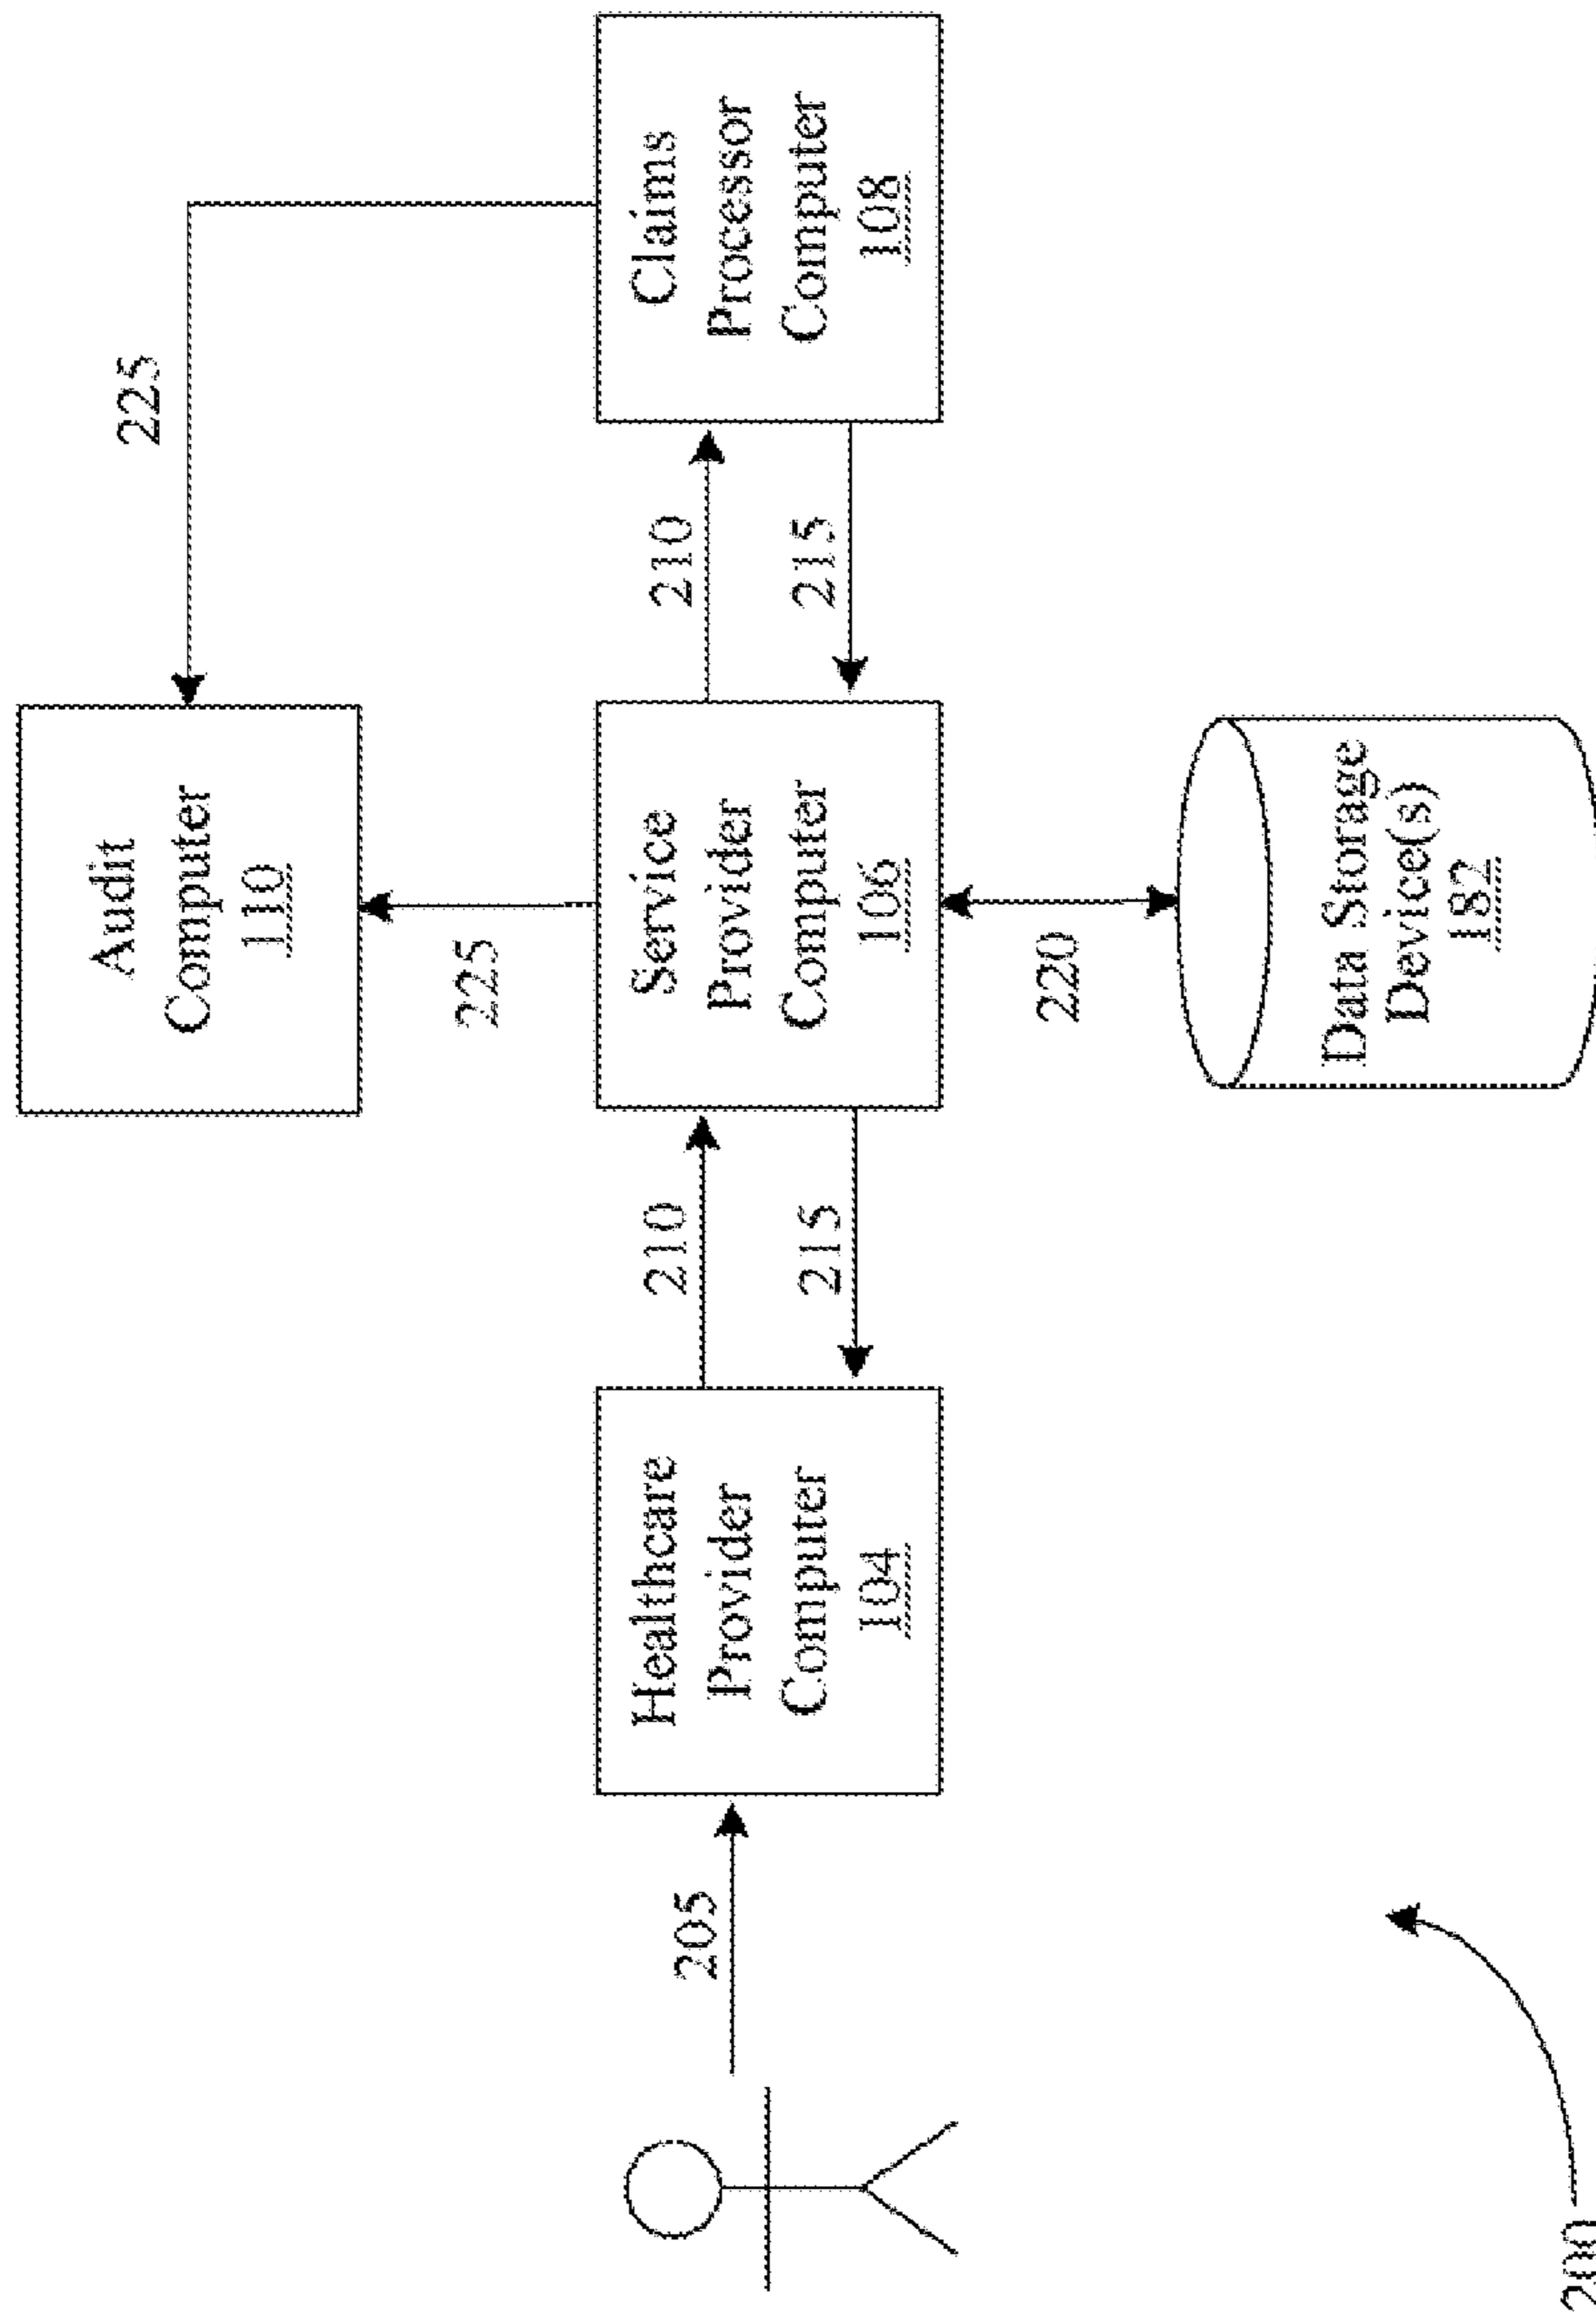 Audit
Computer
110
225
225
205
Healthcare
Provider
Computer
104
210
215
Service
Provider
Computer
106
210
215
Claims
Processor
Computer
108
220
Data Storage
Device(s)
182
200